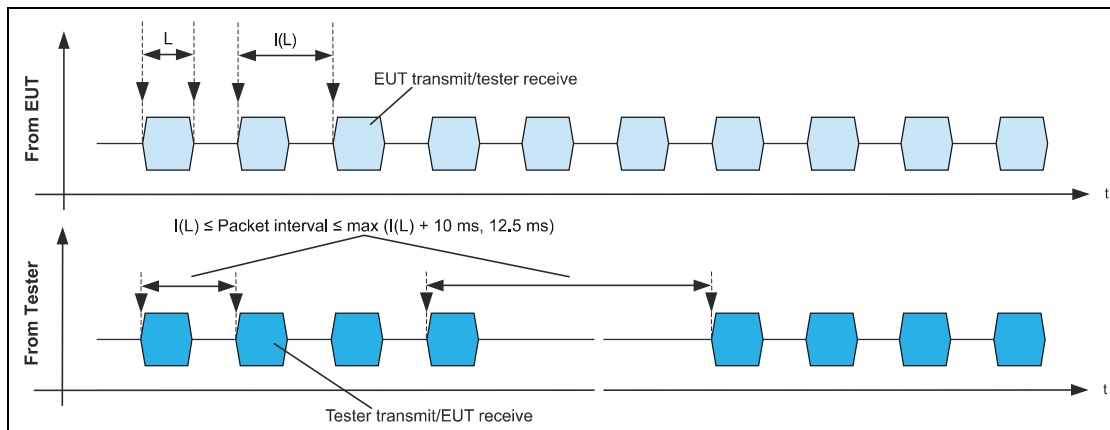 L
I(L)
EUT transmit/tester receive
From EUT
t
I(L) ≤ Packet interval ≤ max (I(L) + 10 ms, 12.5 ms)
From Tester
t
Tester transmit/EUT receive